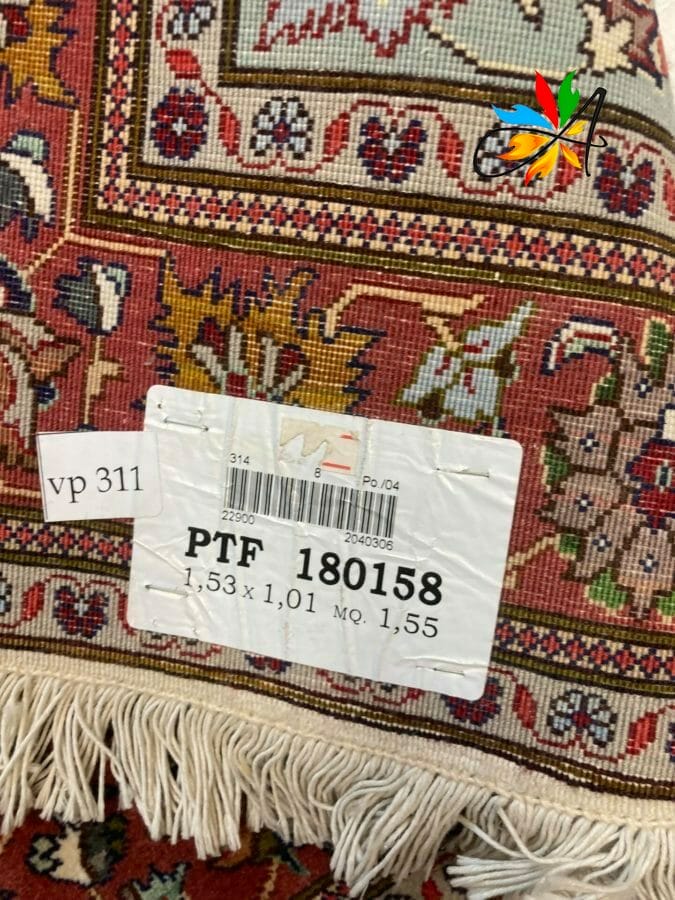 vp 311
314 8 Po./04
22900 2040306
PTF 180158
1,53 x 1,01 MQ. 1,55